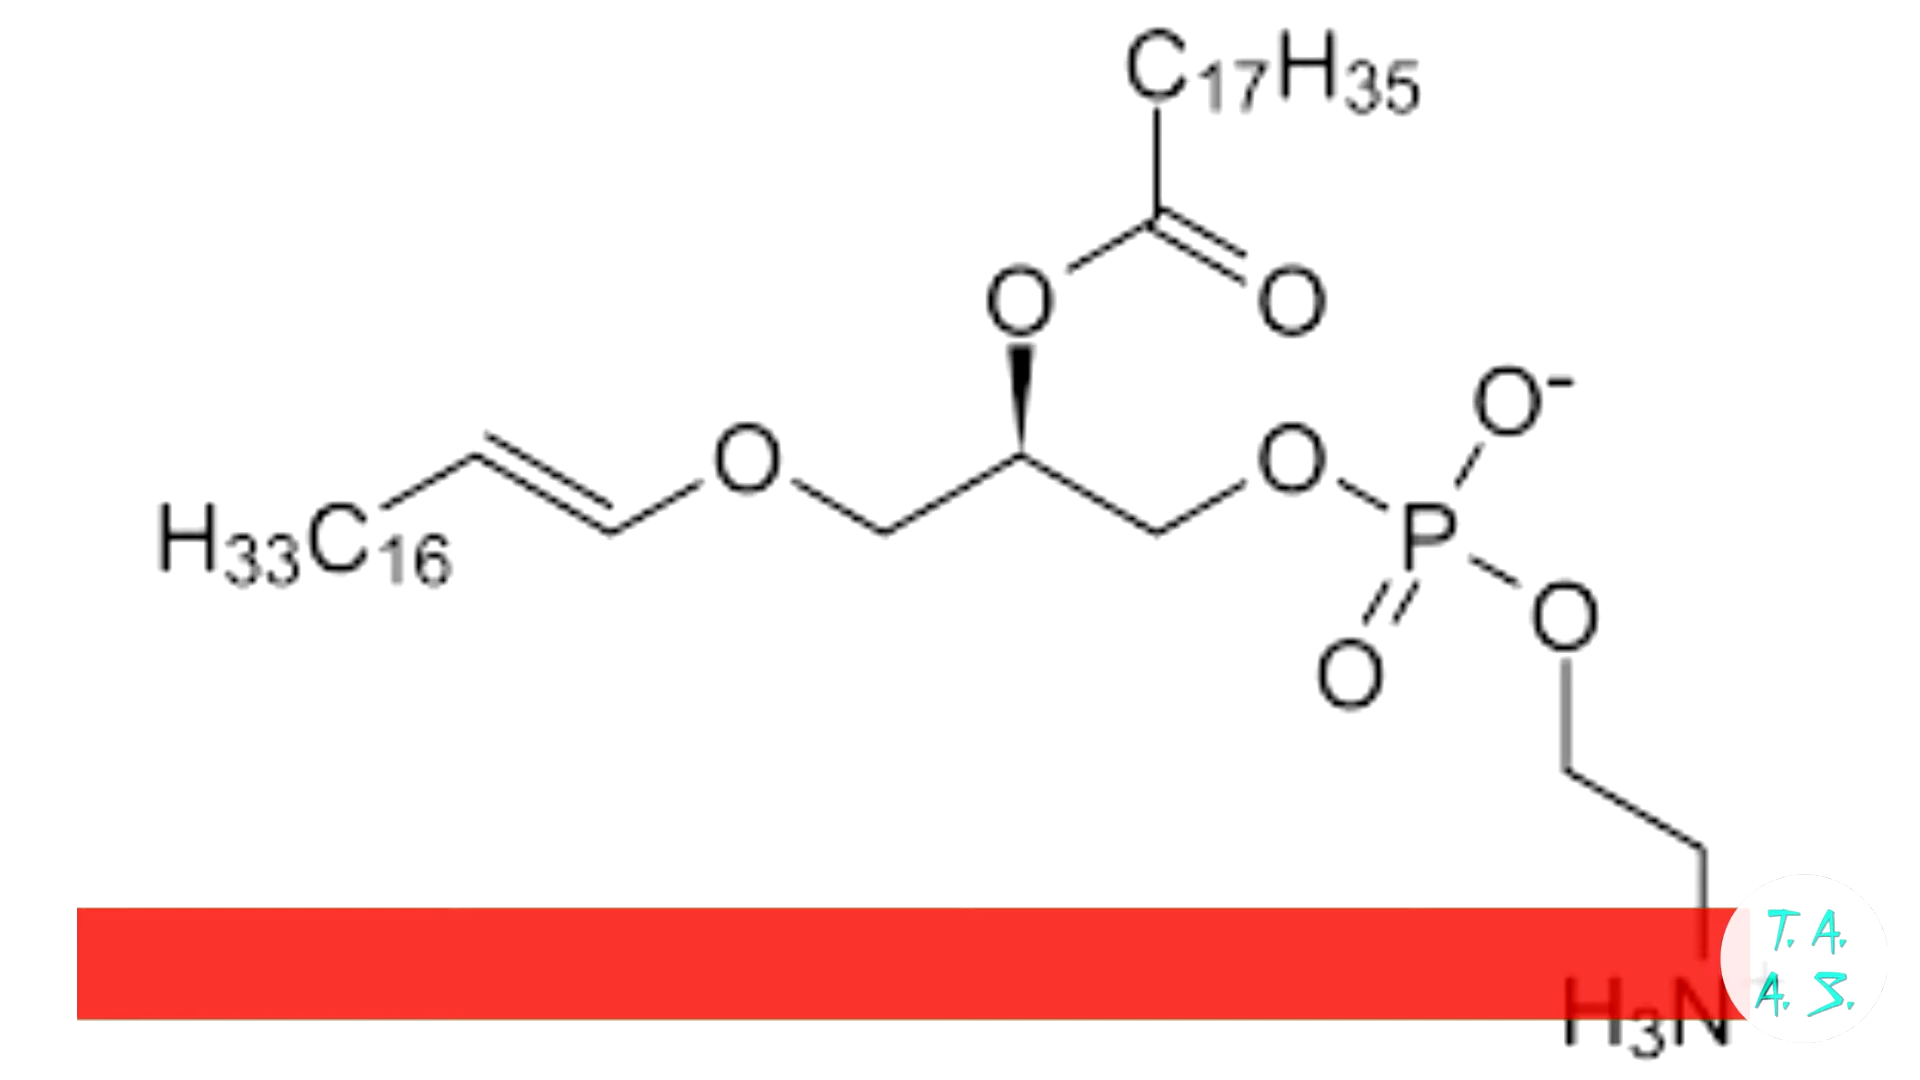 C17H35
O
O
O-
O
O
H33C16
P
O
O
H3N+
T. A.
A. S.